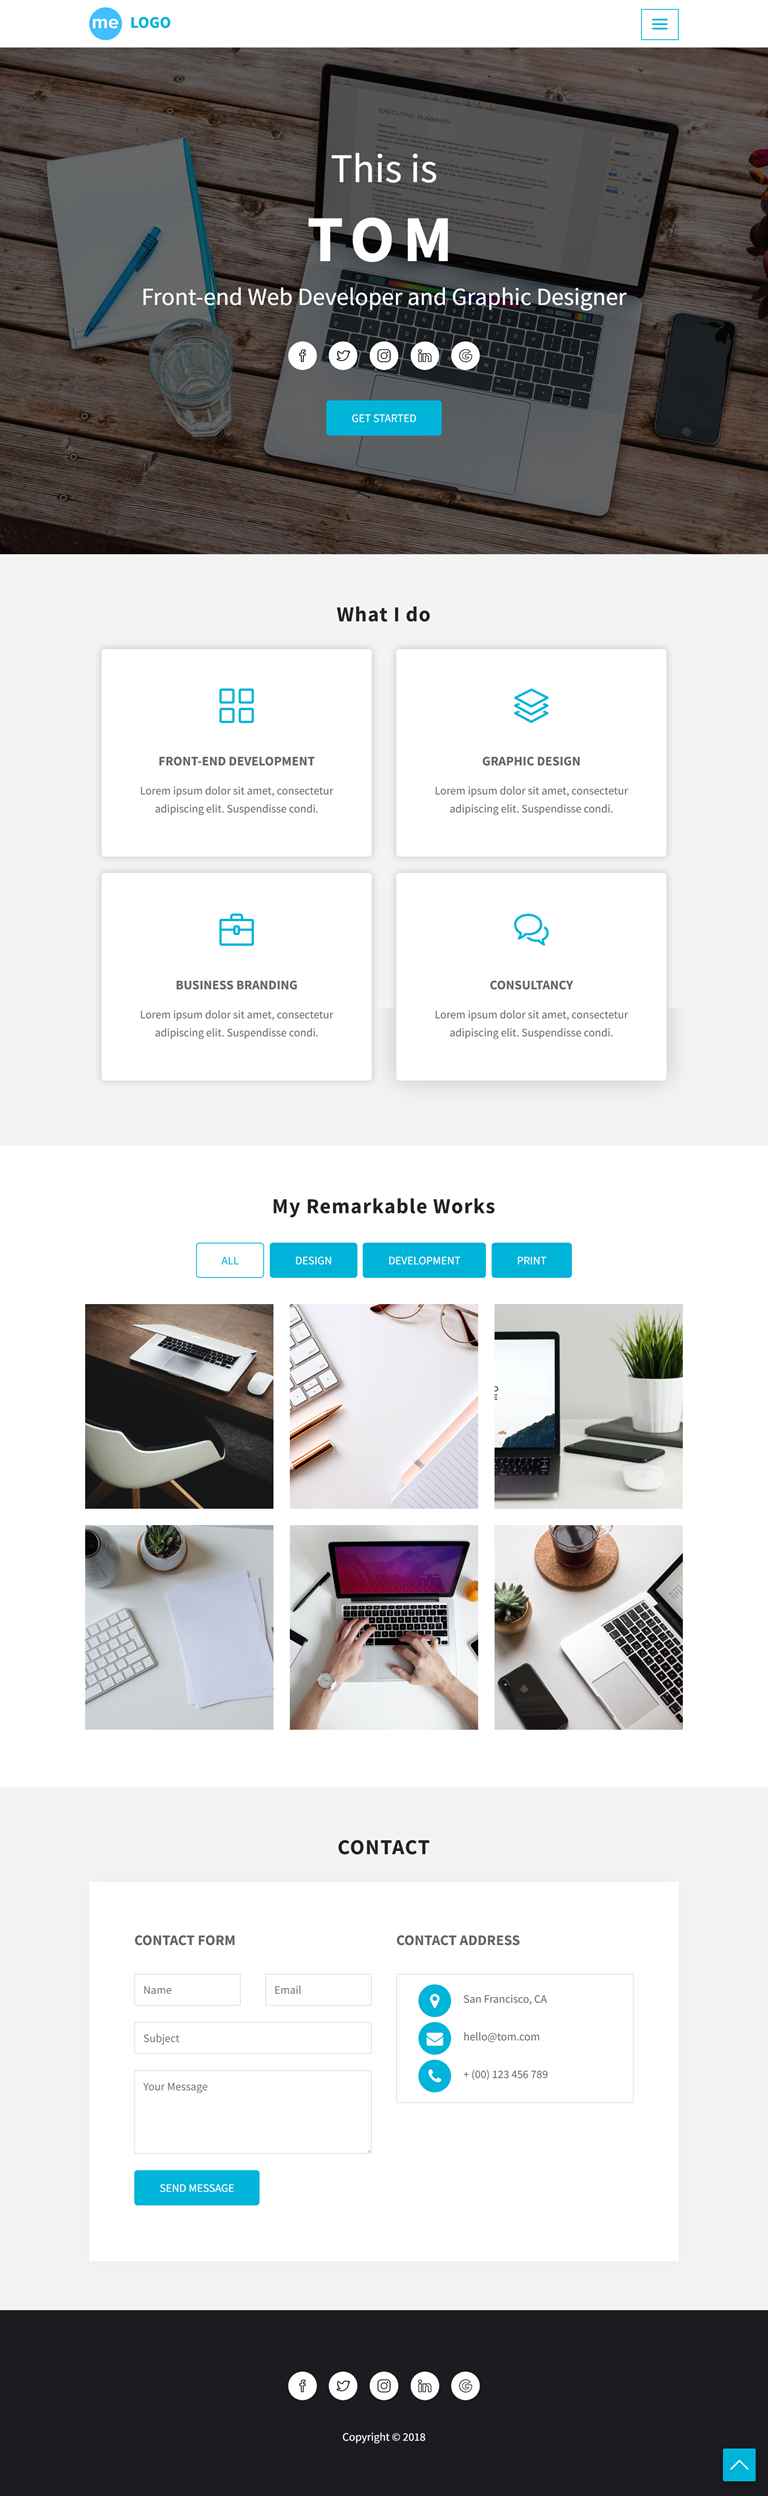 me LOGO
EXECUTIVE SUMMARY
This is
TOM
Front-end Web Developer and Graphic Designer
GET STARTED
What I do
FRONT-END DEVELOPMENT
Lorem ipsum dolor sit amet, consectetur
adipiscing elit. Suspendisse condi.
GRAPHIC DESIGN
Lorem ipsum dolor sit amet, consectetur
adipiscing elit. Suspendisse condi.
BUSINESS BRANDING
Lorem ipsum dolor sit amet, consectetur
adipiscing elit. Suspendisse condi.
CONSULTANCY
Lorem ipsum dolor sit amet, consectetur
adipiscing elit. Suspendisse condi.
My Remarkable Works
ALL
DESIGN
DEVELOPMENT
PRINT
CONTACT
CONTACT FORM
Name
Email
Subject
Your Message
SEND MESSAGE
CONTACT ADDRESS
San Francisco, CA
hello@tom.com
+ (00) 123 456 789
Copyright © 2018